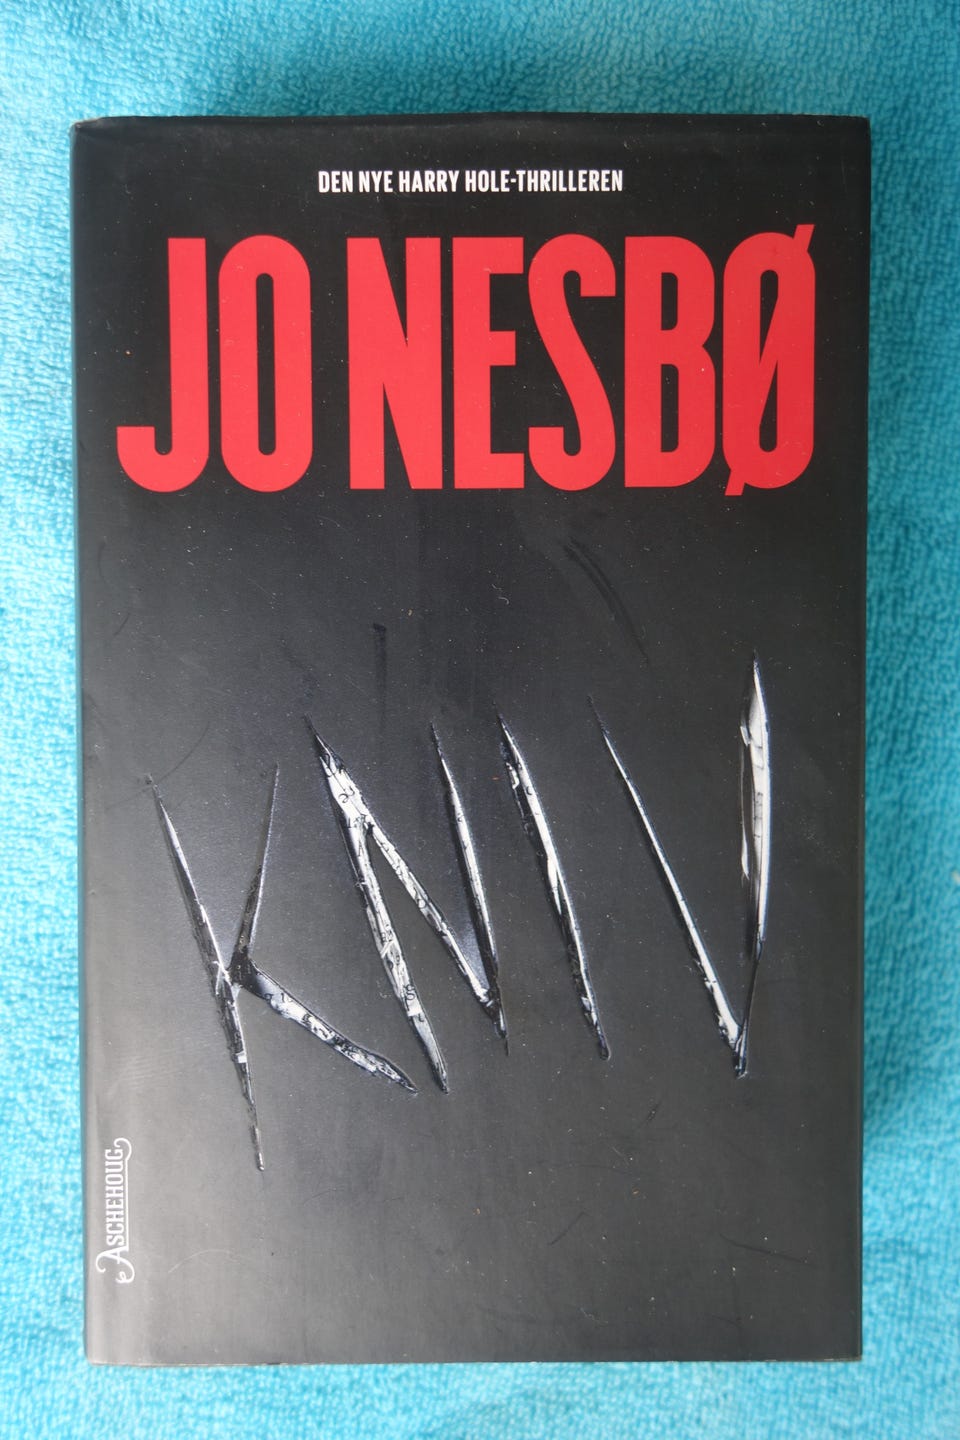 DEN NYE HARRY HOLE-THRILLEREN
JO NESBØ
KNIV
ASCHEHOUG